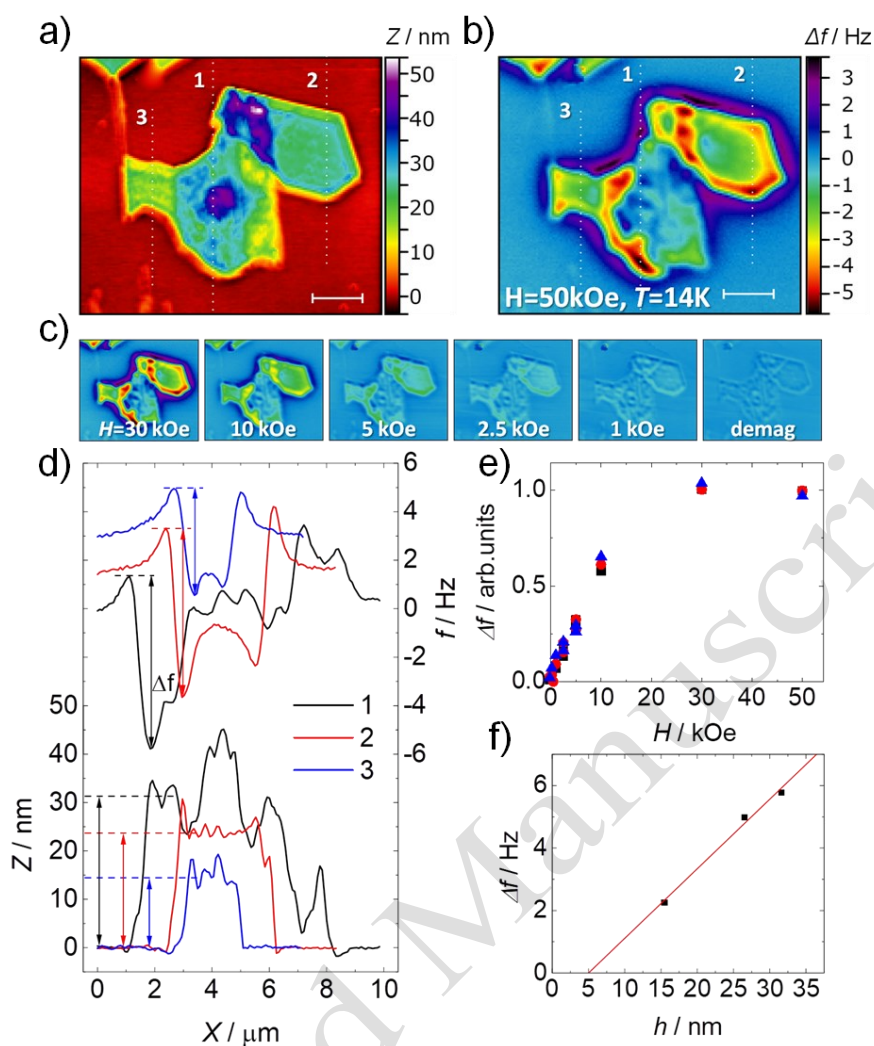 a)
Z / nm
50
40
30
20
10
0
1
2
3
b)
Δf / Hz
3
2
1
0
-1
-2
-3
-4
-5
1
2
3
H=50kOe, T=14K
c)
H=30 kOe
10 kOe
5 kOe
2.5 kOe
1 kOe
demag
d)
6
4
2
0
-2
-4
-6
f / Hz
Δf
1
2
3
50
40
30
20
10
0
Z / nm
0 2 4 6 8 10
X / μm
e)
1.0
0.5
0.0
Δf / arb.units
0 10 20 30 40 50
H / kOe
f)
6
4
2
0
Δf / Hz
0 5 10 15 20 25 30 35
h / nm
d Manuscri